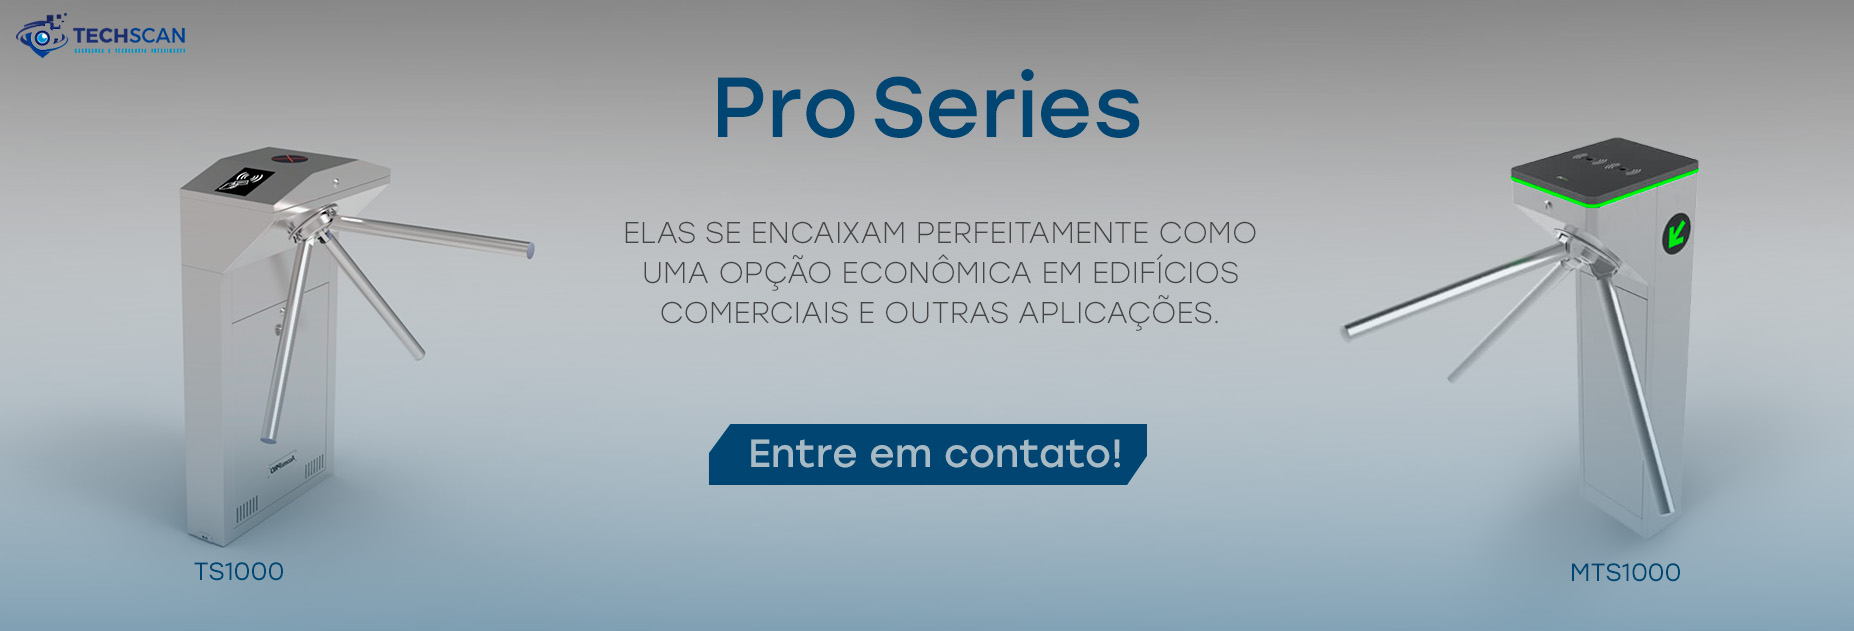 TECHSCAN
Pro Series
ELAS SE ENCAIXAM PERFEITAMENTE COMO
UMA OPÇÃO ECONÔMICA EM EDIFÍCIOS
COMERCIAIS E OUTRAS APLICAÇÕES.
Entre em contato!
TS1000
MTS1000